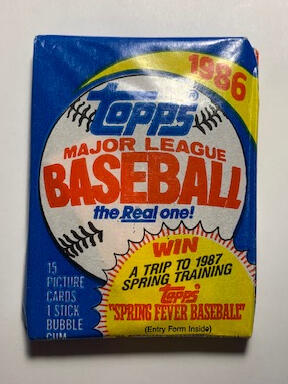 1986
Topps
MAJOR LEAGUE
BASEBALL
the Real one!
WIN
A TRIP TO 1987
SPRING TRAINING
Topps
"SPRING FEVER BASEBALL"
(Entry Form Inside)
15
PICTURE
CARDS
1 STICK
BUBBLE
GUM